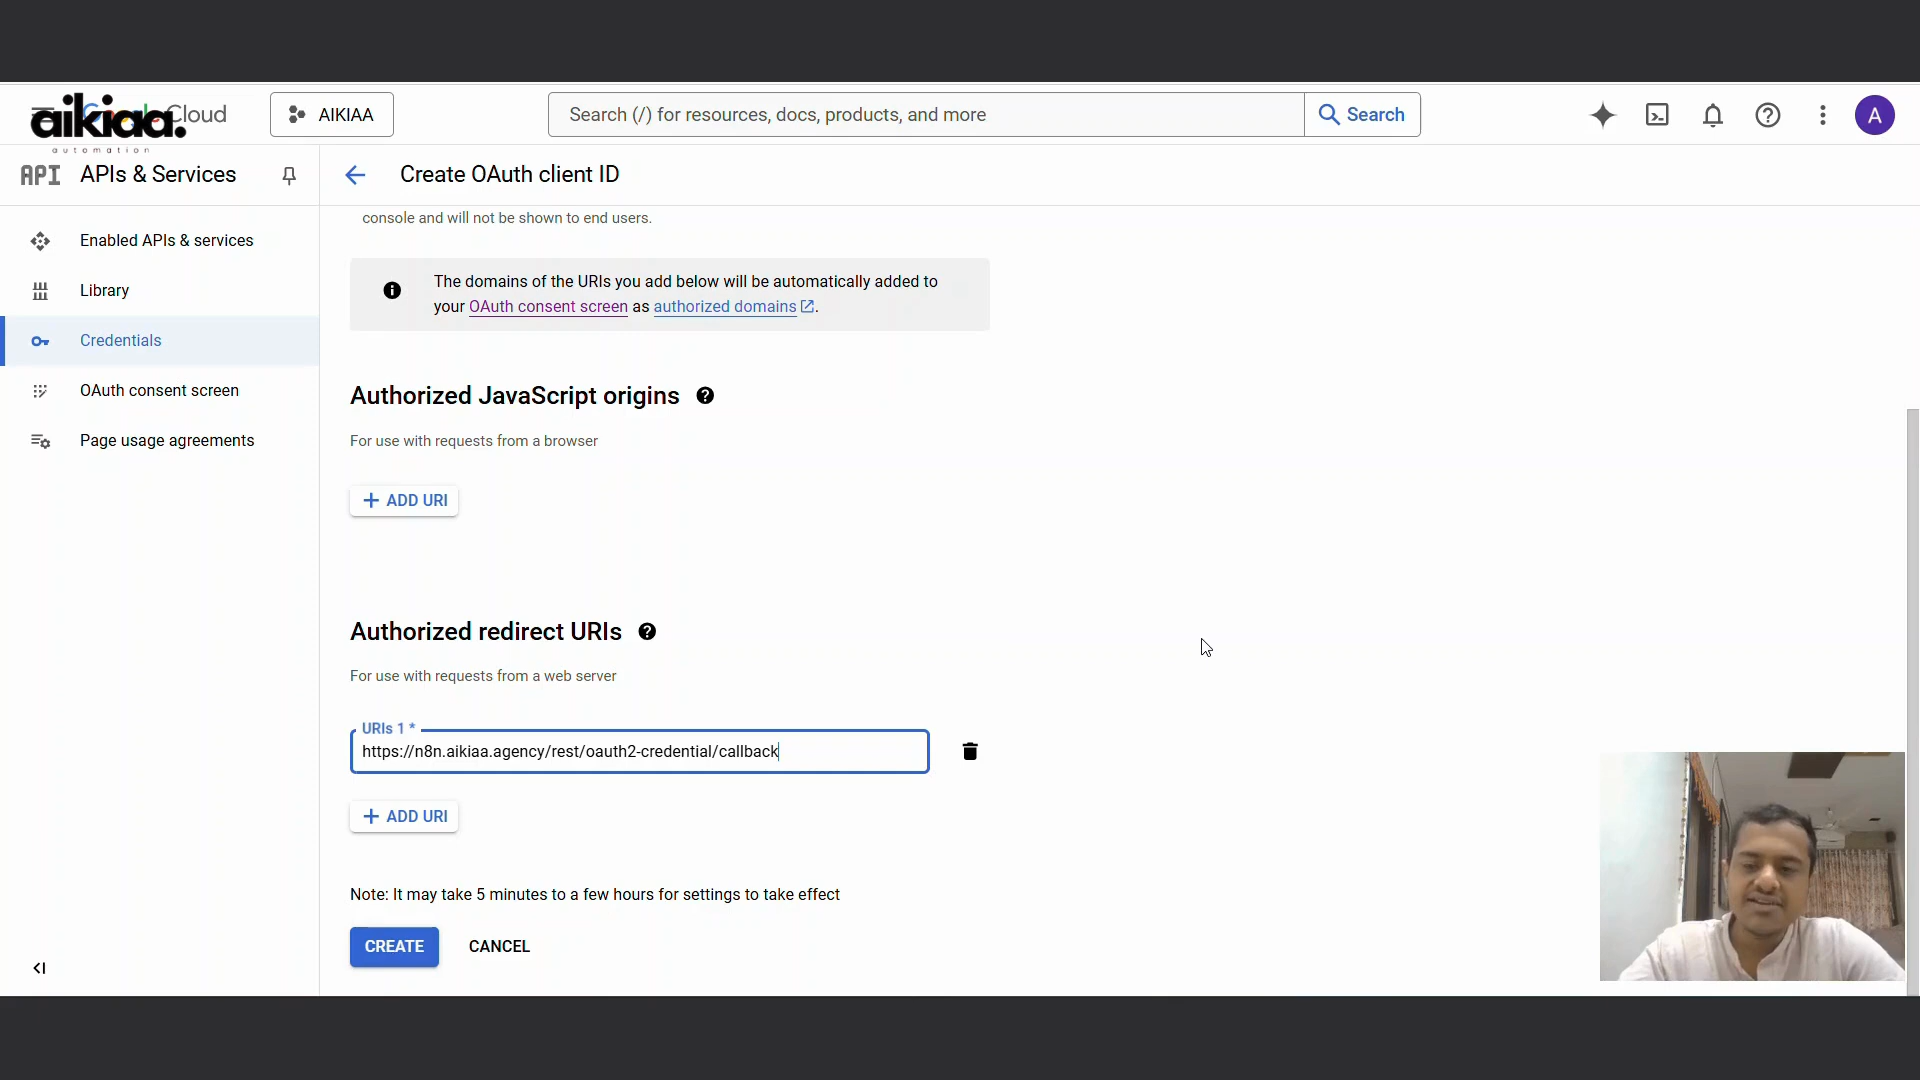 aikiaa.
automation
Cloud
AIKIAA
Search (/) for resources, docs, products, and more
Search
A
API
APIs & Services
Create OAuth client ID
Enabled APIs & services
Library
Credentials
OAuth consent screen
Page usage agreements
console and will not be shown to end users.
The domains of the URIs you add below will be automatically added to
your OAuth consent screen as authorized domains.
Authorized JavaScript origins
For use with requests from a browser
+ ADD URI
Authorized redirect URIs
For use with requests from a web server
URIs 1 *
https://n8n.aikiaa.agency/rest/oauth2-credential/callback
+ ADD URI
Note: It may take 5 minutes to a few hours for settings to take effect
CREATE
CANCEL